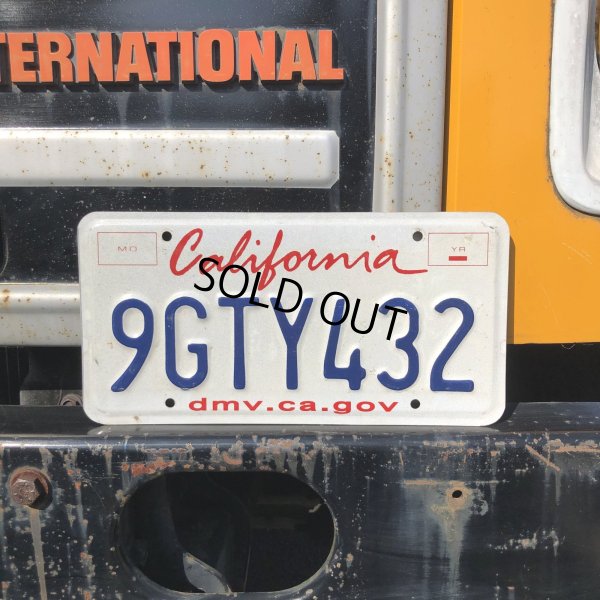 TERNATIONAL
MO
California
YR
SOLD OUT
9GTY432
dmv.ca.gov